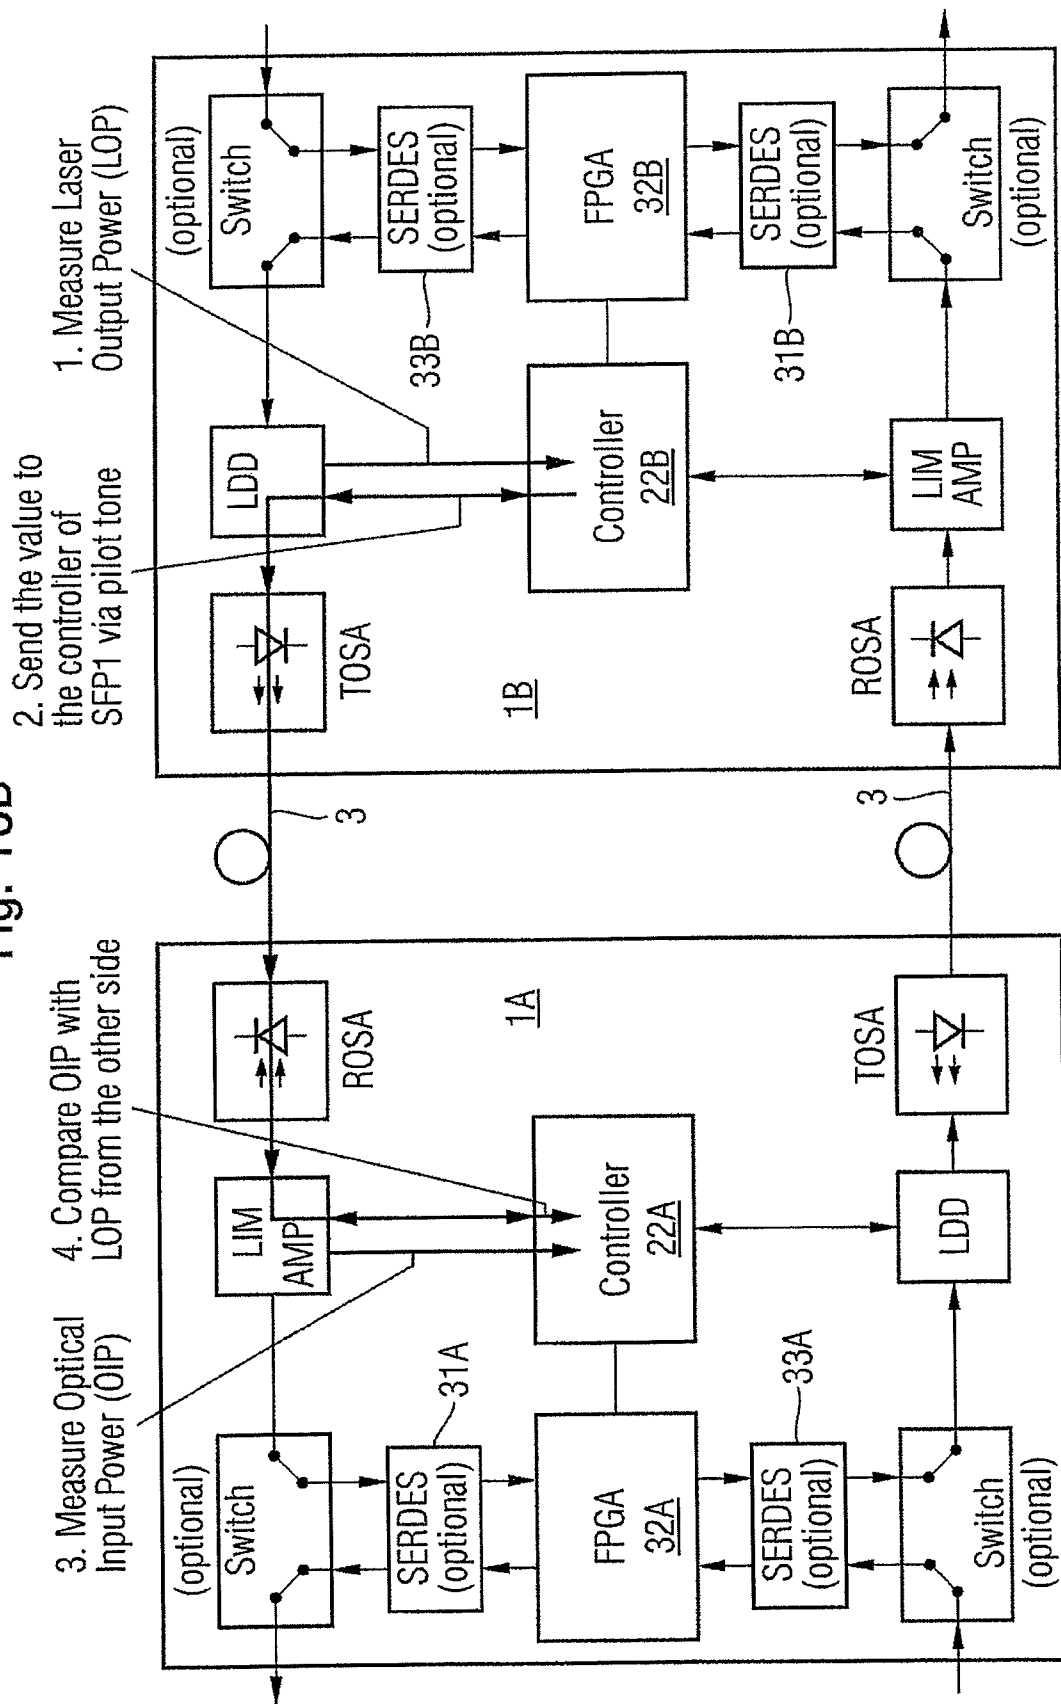 Fig.
3. Measure Optical
Input Power (OIP)
4. Compare OIP with
LOP from the other side
2. Send the value to
the controller of
SFP1 via pilot tone
1. Measure Laser
Output Power (LOP)
(optional)
Switch
LIM
AMP
ROSA
3
TOSA
LDD
(optional)
Switch
31A
SERDES
(optional)
33B
SERDES
(optional)
1A
1B
FPGA
32A
Controller
22A
Controller
22B
FPGA
32B
33A
SERDES
(optional)
31B
SERDES
(optional)
Switch
(optional)
LDD
TOSA
3
ROSA
LIM
AMP
Switch
(optional)